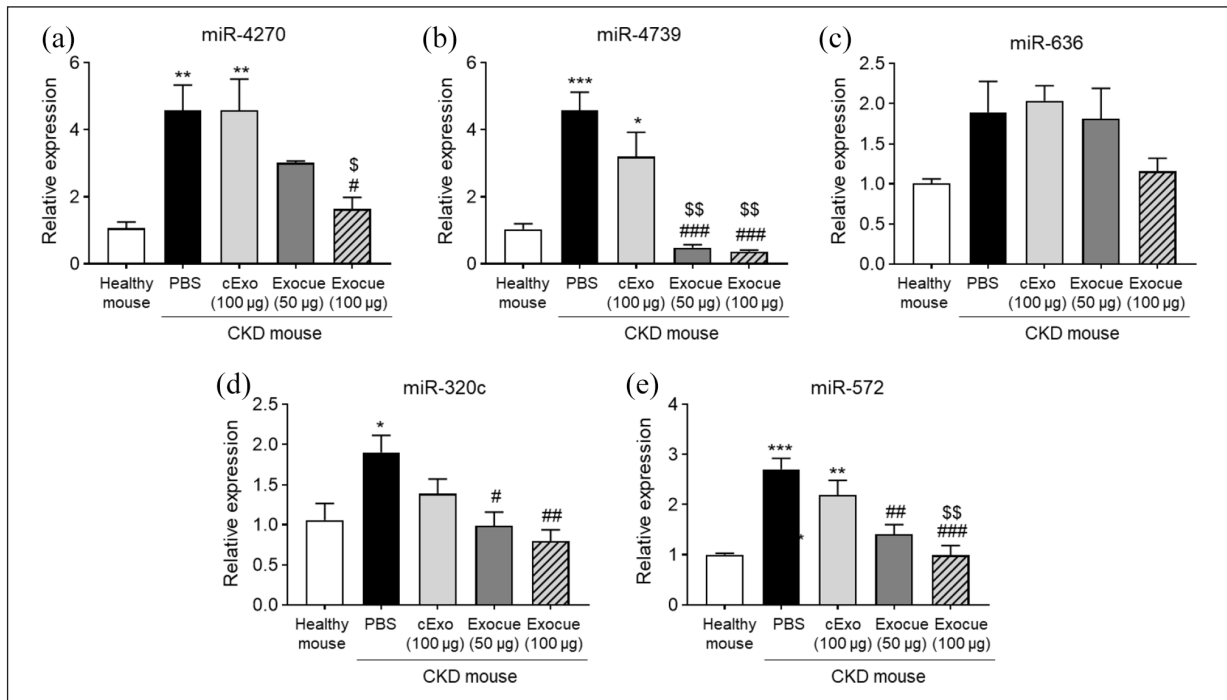 (a)
miR-4270
Relative expression
6
4
2
0
**
**
$
#
Healthy mouse
PBS
cExo (100 µg)
Exocue (50 µg)
Exocue (100 µg)
CKD mouse
(b)
miR-4739
Relative expression
6
4
2
0
***
*
$$
###
$$
###
Healthy mouse
PBS
cExo (100 µg)
Exocue (50 µg)
Exocue (100 µg)
CKD mouse
(c)
miR-636
Relative expression
2.5
2.0
1.5
1.0
0.5
0.0
Healthy mouse
PBS
cExo (100 µg)
Exocue (50 µg)
Exocue (100 µg)
CKD mouse
(d)
miR-320c
Relative expression
2.5
2.0
1.5
1.0
0.5
0.0
*
#
##
Healthy mouse
PBS
cExo (100 µg)
Exocue (50 µg)
Exocue (100 µg)
CKD mouse
(e)
miR-572
Relative expression
4
3
2
1
0
***
*
**
##
$$
###
Healthy mouse
PBS
cExo (100 µg)
Exocue (50 µg)
Exocue (100 µg)
CKD mouse